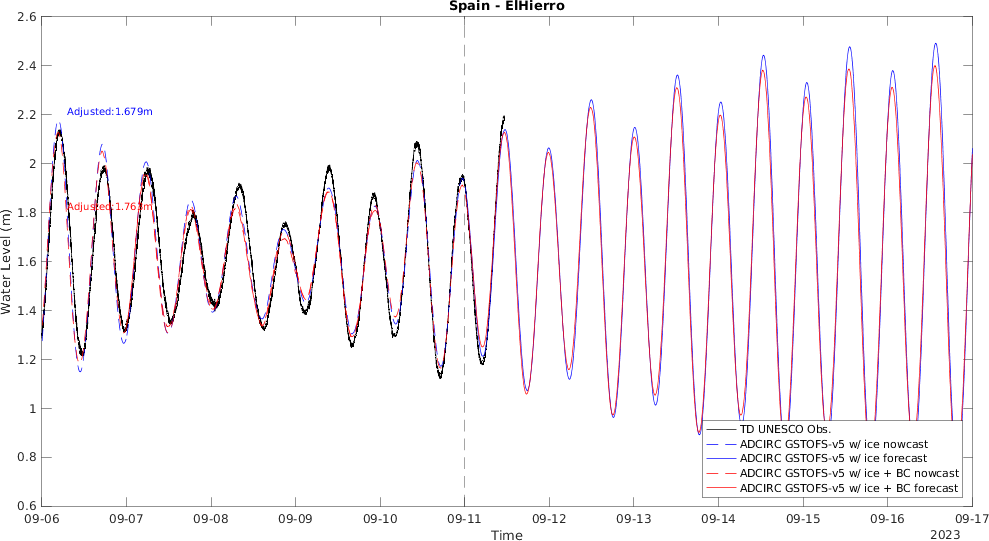 Spain - ElHierro
Water Level (m)
2.6
2.4
2.2
2
1.8
1.6
1.4
1.2
1
0.8
0.6
Adjusted:1.679m
TD UNESCO Obs.
ADCIRC GSTOFS-v5 w/ ice nowcast
ADCIRC GSTOFS-v5 w/ ice forecast
ADCIRC GSTOFS-v5 w/ ice + BC nowcast
ADCIRC GSTOFS-v5 w/ ice + BC forecast
09-06 09-07 09-08 09-09 09-10 09-11 09-12 09-13 09-14 09-15 09-16 09-17
Time
2023